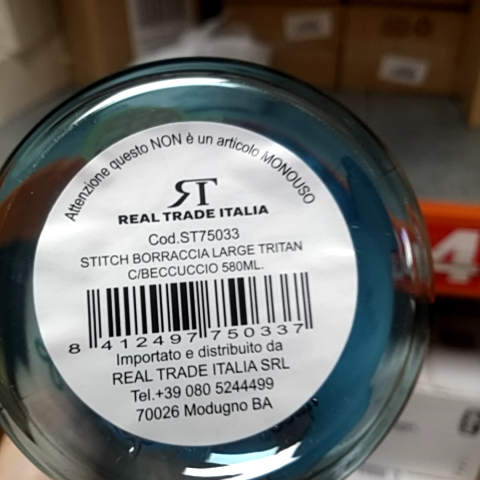 Attenzione questo NON è un articolo MONOUSO
RT
REAL TRADE ITALIA
Cod.ST75033
STITCH BORRACCIA LARGE TRITAN
C/BECCUCCIO 580ML.
8 412497 750337
Importato e distribuito da
REAL TRADE ITALIA SRL
Tel.+39 080 5244499
70026 Modugno BA
4